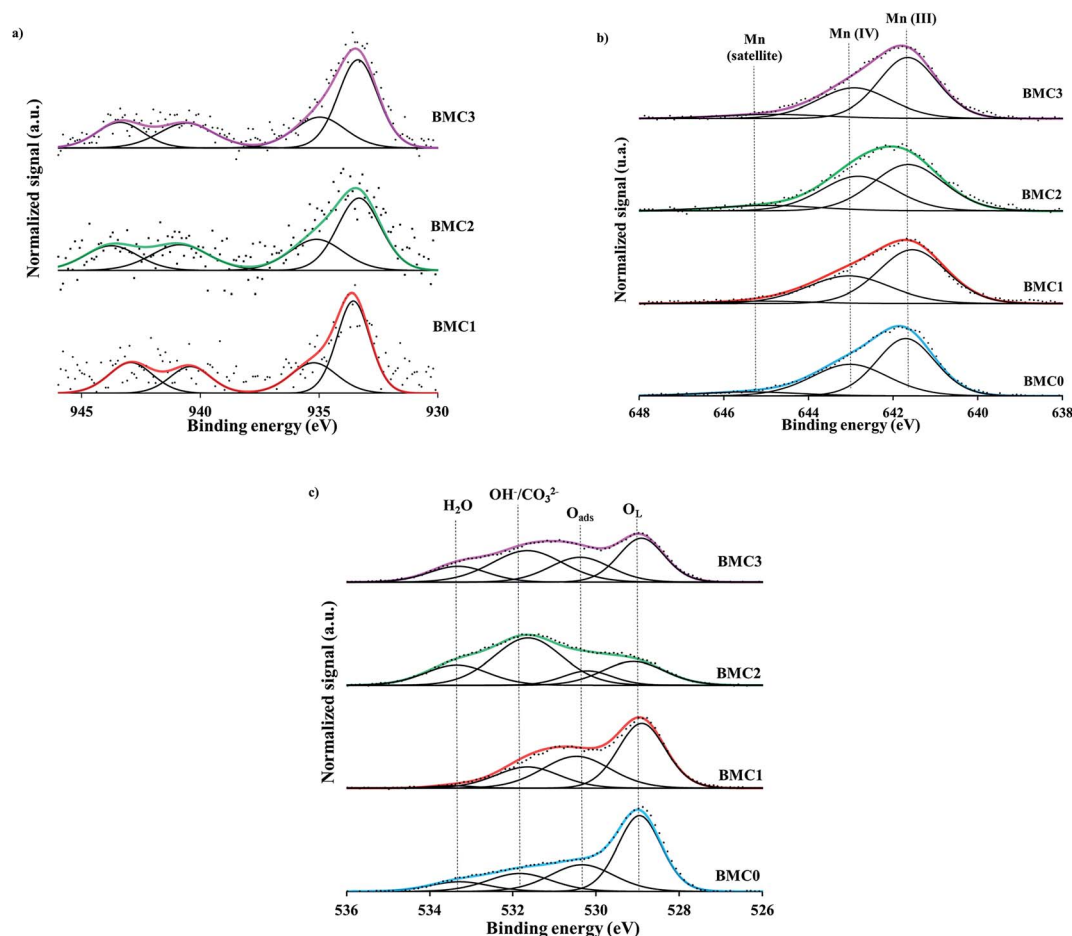 a)
Normalized signal (a.u.)
BMC3
BMC2
BMC1
945 940 935 930
Binding energy (eV)
b)
Mn (satellite)
Mn (IV)
Mn (III)
Normalized signal (u.a.)
BMC3
BMC2
BMC1
BMC0
648 646 644 642 640 638
Binding energy (eV)
c)
H₂O
OH⁻/CO₃²⁻
Oads
OL
Normalized signal (a.u.)
BMC3
BMC2
BMC1
BMC0
536 534 532 530 528 526
Binding energy (eV)